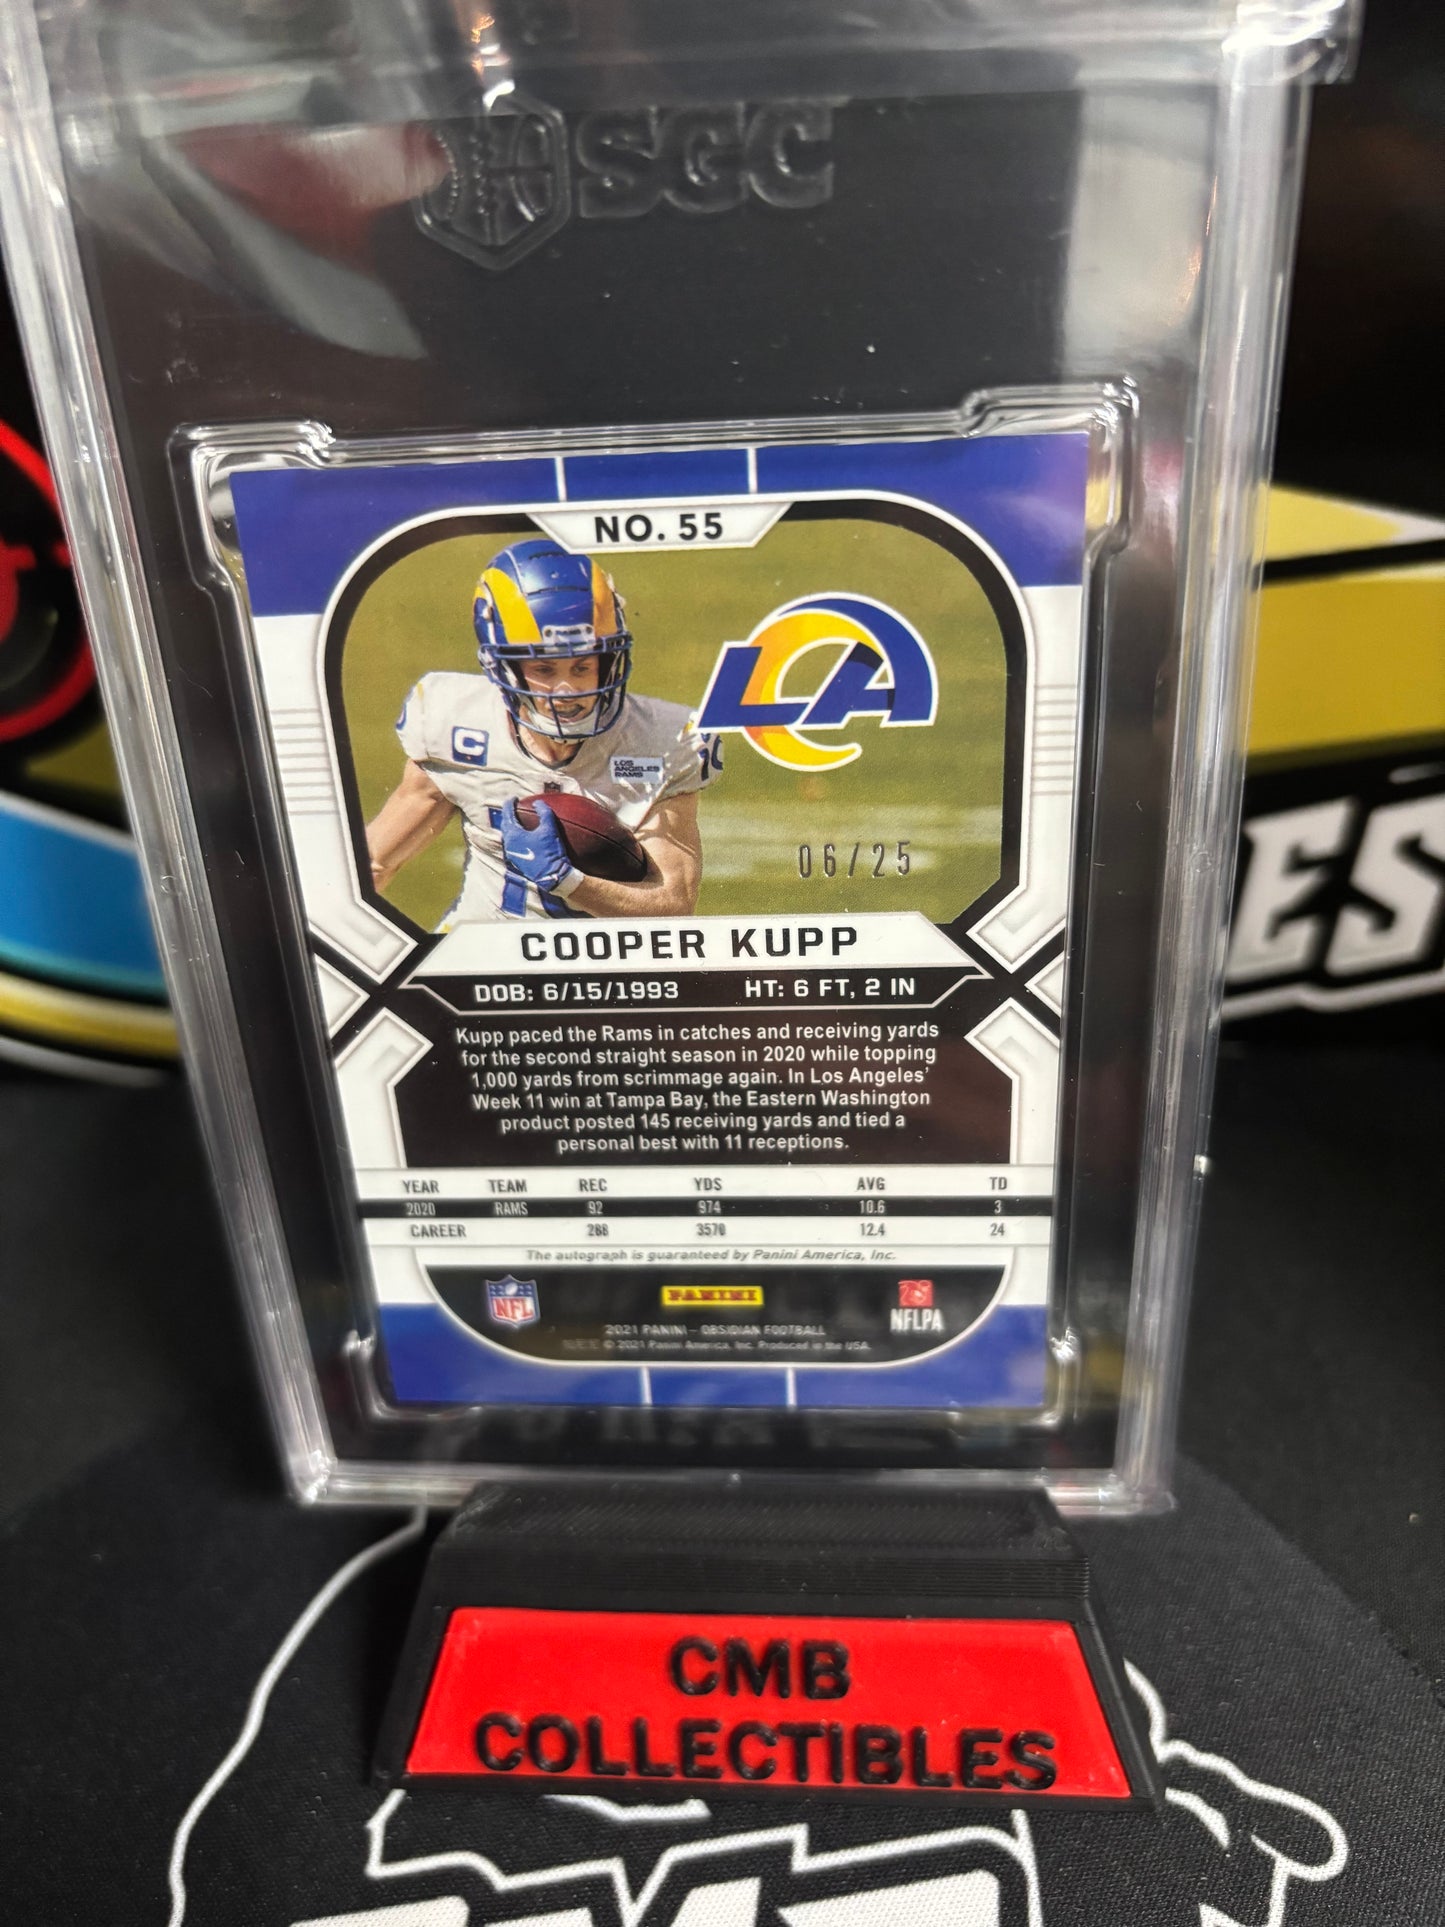 SGC
NO. 55
LA
C
LOS
ANGELES
RAMS
06/25
ES
COOPER KUPP
DOB: 6/15/1993 HT: 6 FT, 2 IN
Kupp paced the Rams in catches and receiving yards
for the second straight season in 2020 while topping
1,000 yards from scrimmage again. In Los Angeles'
Week 11 win at Tampa Bay, the Eastern Washington
product posted 145 receiving yards and tied a
personal best with 11 receptions.
YEAR TEAM REC YDS AVG TD
2020 RAMS 92 974 10.6 3
CAREER 288 3570 12.4 24
The autograph is guaranteed by Panini America, Inc.
NFL
PANINI
NFLPA
2021 PANINI – OBSIDIAN FOOTBALL
© 2021 Panini America, Inc. Produced in the USA.
CMB
COLLECTIBLES